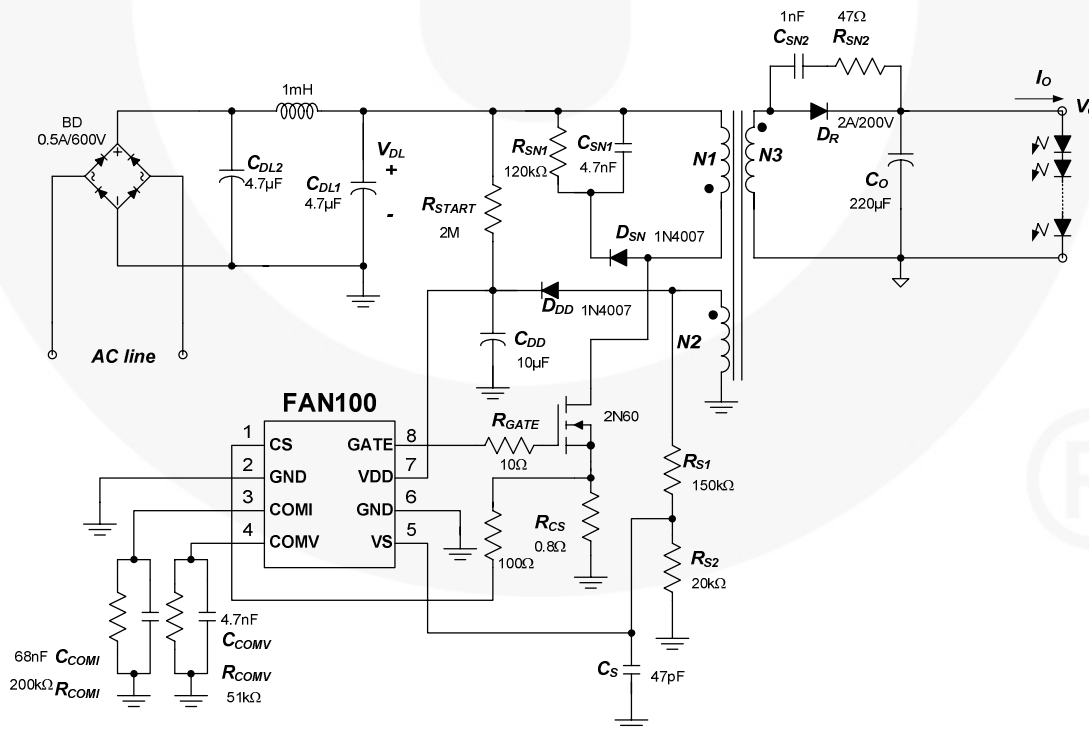 1nF
47Ω
CSN2
RSN2
IO
V
1mH
BD
0.5A/600V
CDL2
4.7µF
VDL
+
-
CDL1
4.7µF
RSTART
2M
RSN1
120kΩ
CSN1
4.7nF
N1
N3
DR
2A/200V
CO
220µF
DSN
1N4007
DDD
1N4007
N2
CDD
10µF
AC line
FAN100
1
CS
GATE
8
2
GND
VDD
7
3
COMI
GND
6
4
COMV
VS
5
RGATE
10Ω
2N60
RS1
150kΩ
RCS
0.8Ω
100Ω
RS2
20kΩ
4.7nF
CCOMV
68nF CCOMI
200kΩ RCOMI
RCOMV
51kΩ
CS
47pF